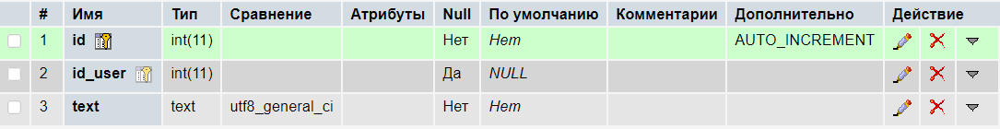 # Имя Тип Сравнение Атрибуты Null По умолчанию Комментарии Дополнительно Действие
1 id int(11) Нет Нет AUTO_INCREMENT
2 id_user int(11) Да NULL
3 text text utf8_general_ci Нет Нет